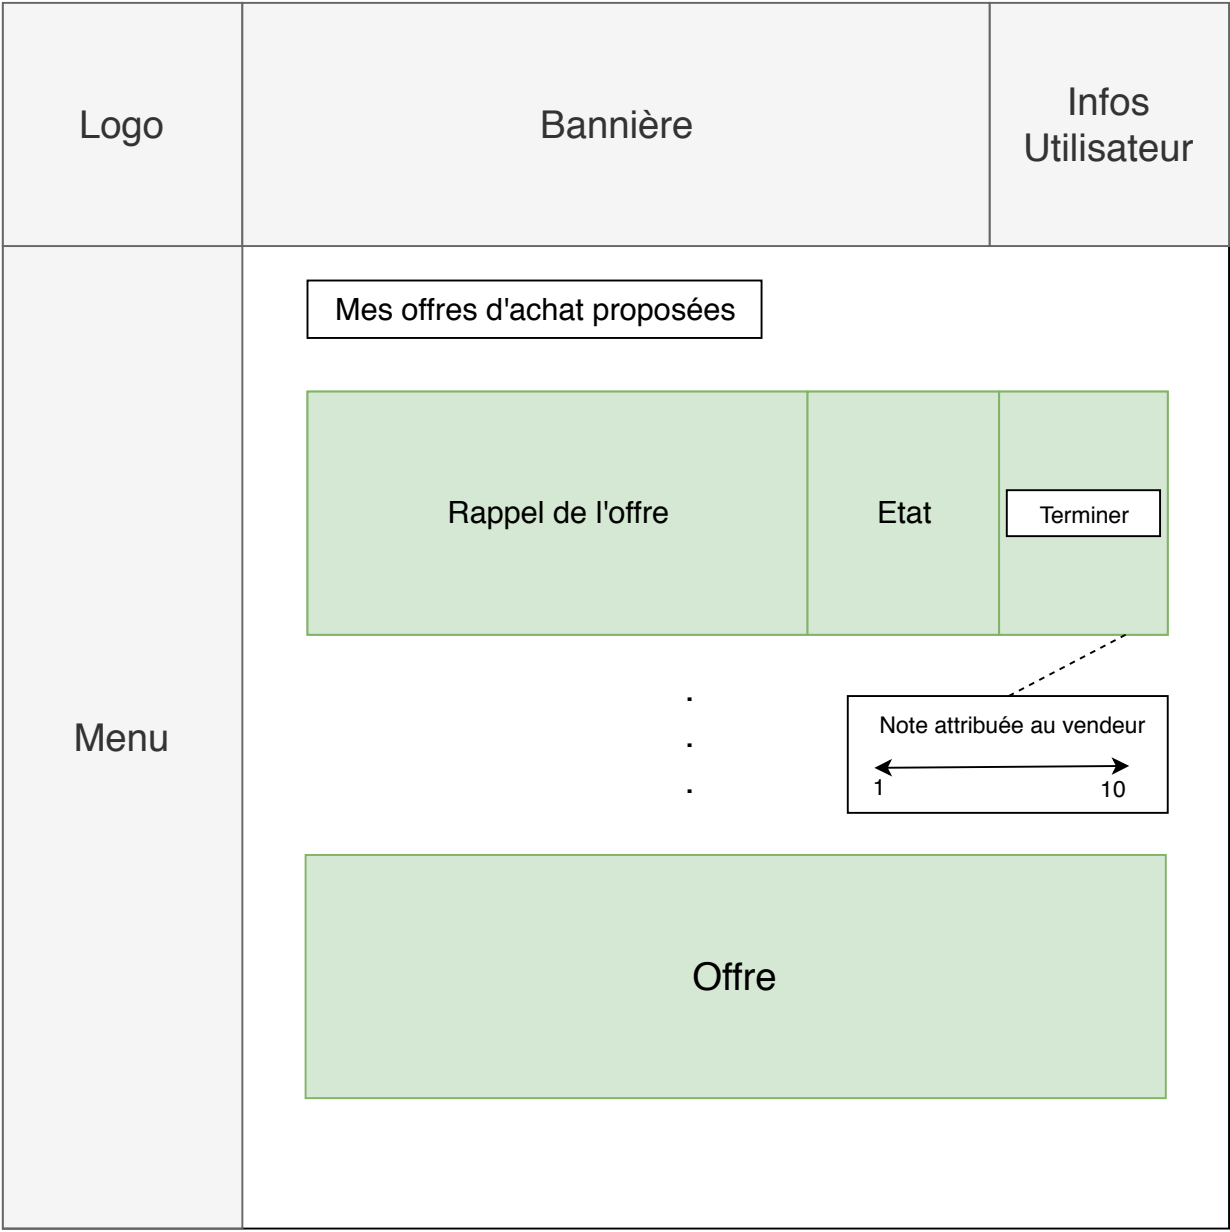 Logo
Bannière
Infos
Utilisateur
Menu
Mes offres d'achat proposées
Rappel de l'offre
Etat
Terminer
.
.
.
Note attribuée au vendeur
1
10
Offre